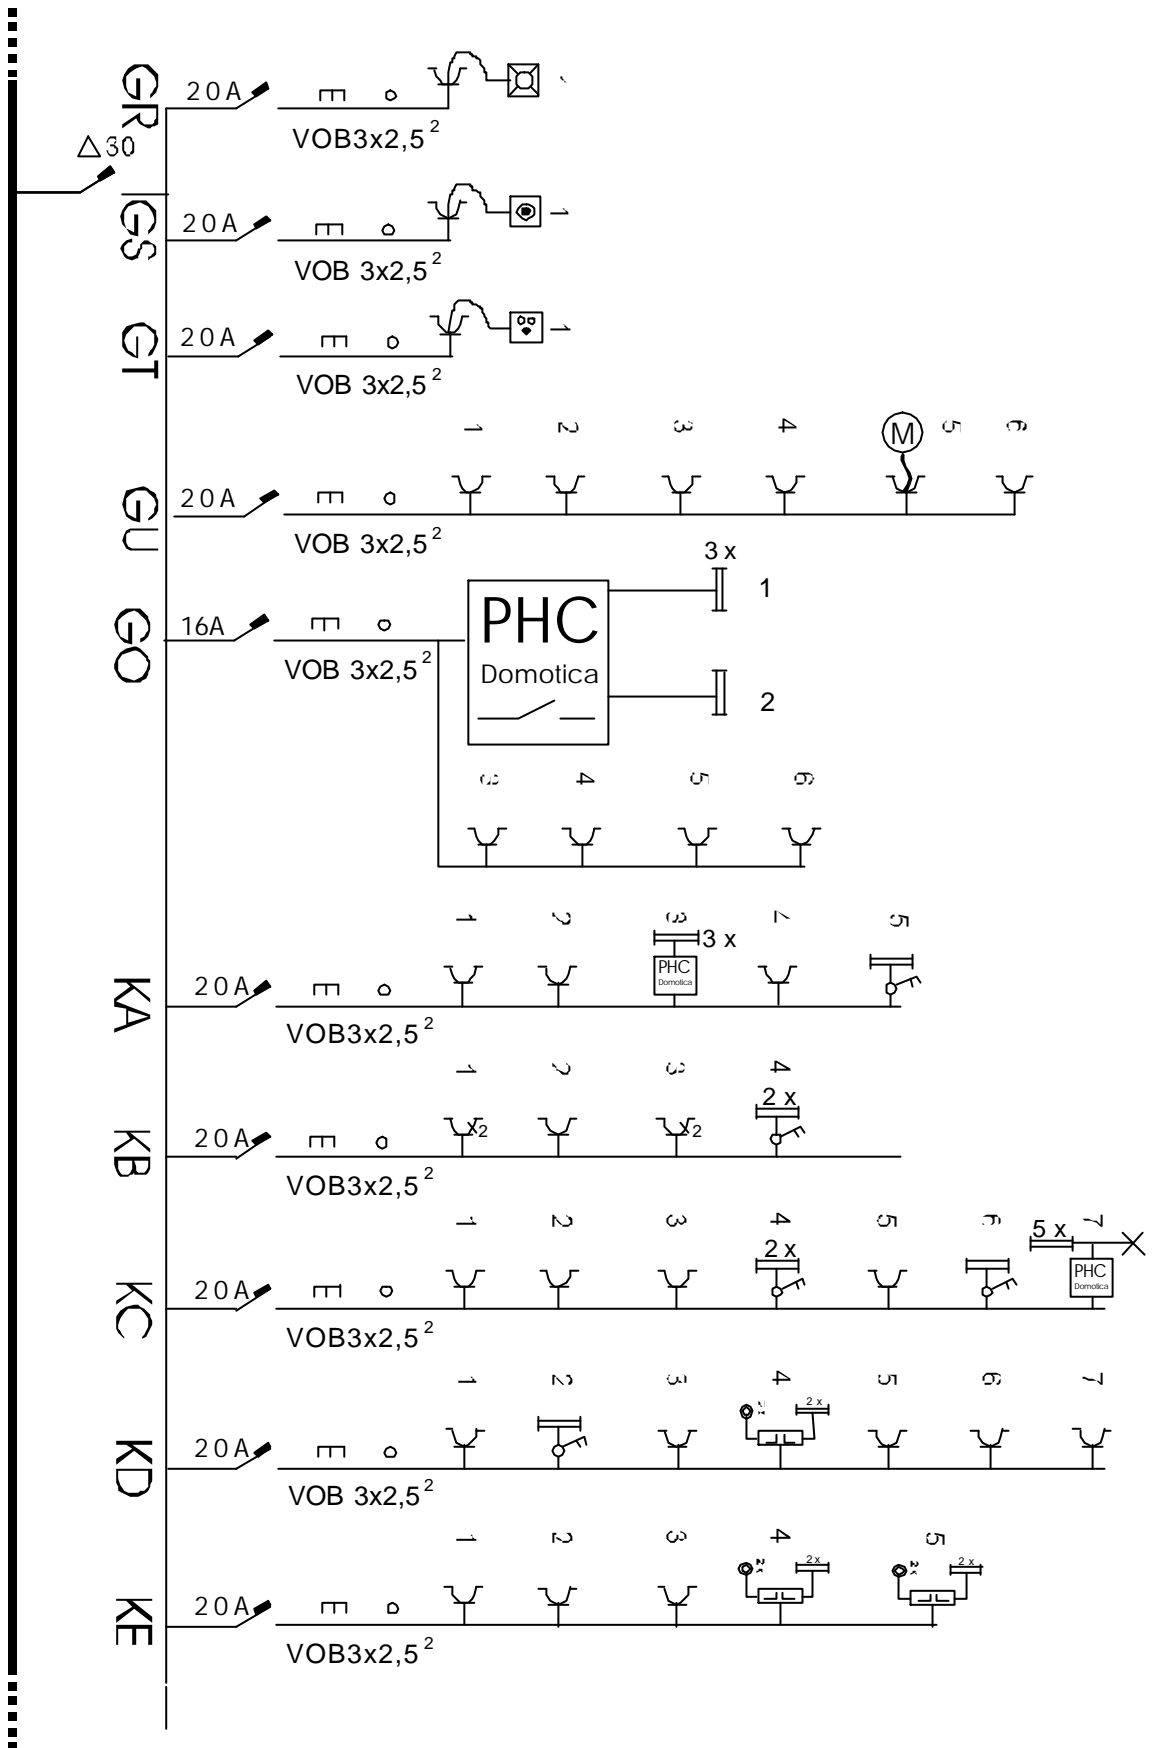 GR 20A VOB3x2,5²
△30
GS 20A VOB 3x2,5² 1
GT 20A VOB 3x2,5² 1
1 2 3 4 M 5 6
GU 20A VOB 3x2,5²
3 x
1
GO 16A VOB 3x2,5²
PHC
Domotica
2
3 4 5 6
1 2 3 4 5
3 x
PHC
Domotica
KA 20A VOB3x2,5²
1 2 3 4
2 x
x2 x2
KB 20A VOB3x2,5²
1 2 3 4 5 6 7
2 x 5 x
PHC
Domotica
KC 20A VOB3x2,5²
1 2 3 4 5 6 7
2 x
KD 20A VOB 3x2,5²
1 2 3 4 5
2 x 2 x 2 x 2 x
KE 20A VOB3x2,5²